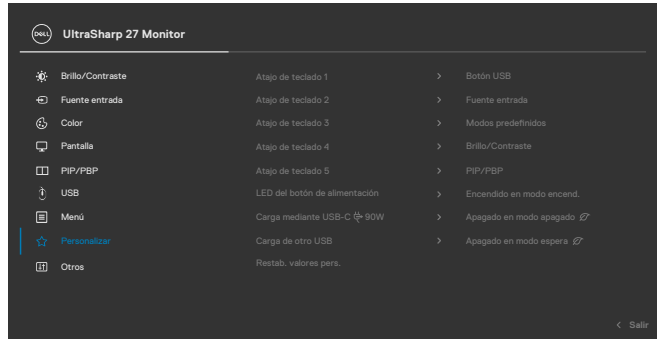 DELL UltraSharp 27 Monitor
Brillo/Contraste Atajo de teclado 1 > Botón USB
Fuente entrada Atajo de teclado 2 > Fuente entrada
Color Atajo de teclado 3 > Modos predefinidos
Pantalla Atajo de teclado 4 > Brillo/Contraste
PIP/PBP Atajo de teclado 5 > PIP/PBP
USB LED del botón de alimentación > Encendido en modo encend.
Menú Carga mediante USB-C 90W > Apagado en modo apagado
Personalizar Carga de otro USB > Apagado en modo espera
Otros Restab. valores pers.
< Salir